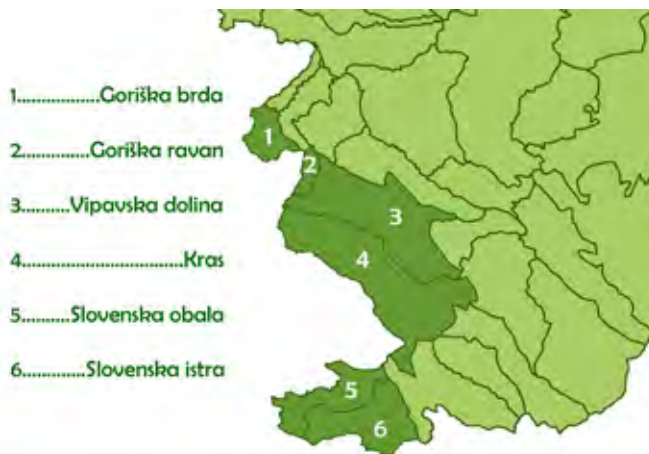 1.................Goriška brda
2..............Goriška ravan
3..........Vipavska dolina
4.................................Kras
5..........Slovenska obala
6.............Slovenska istra
1
2
3
4
5
6